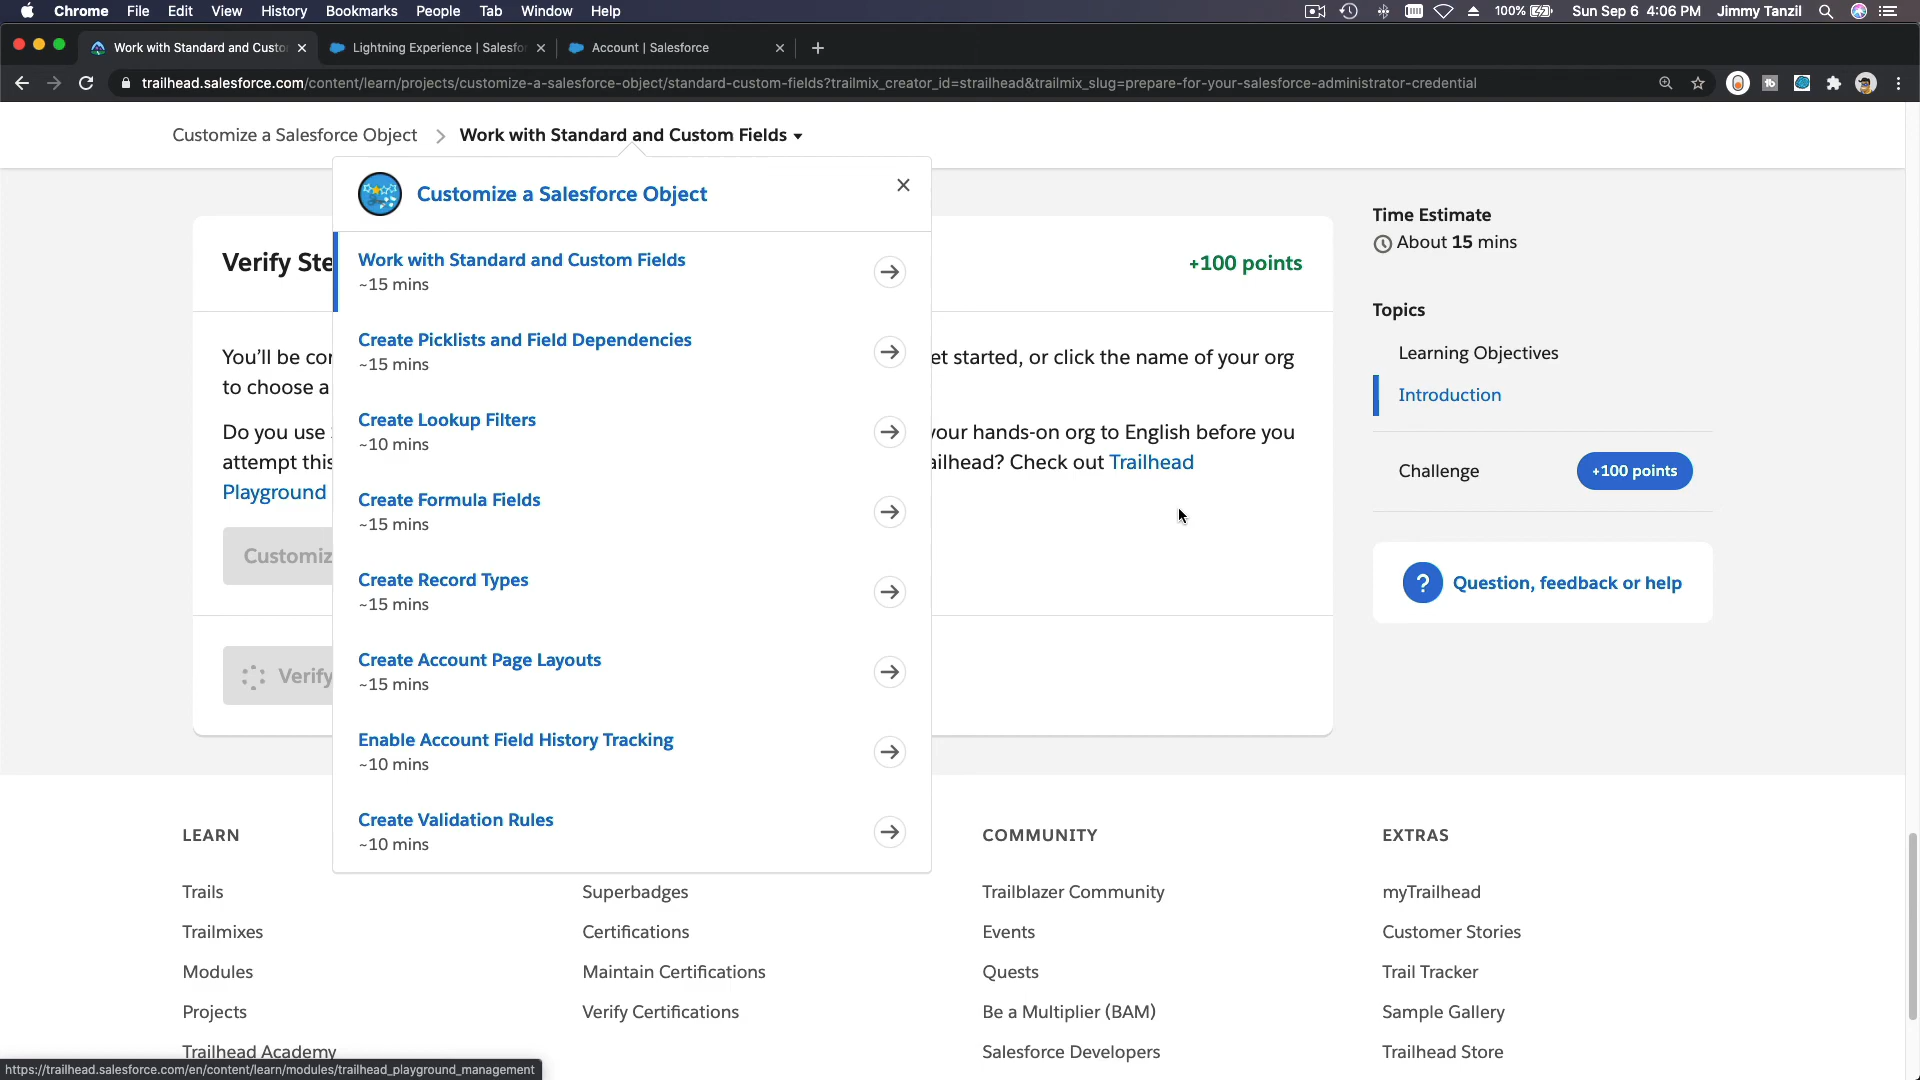 Chrome File Edit View History Bookmarks People Tab Window Help 100% Sun Sep 6 4:06 PM Jimmy Tanzil
Work with Standard and Custo Lightning Experience | Salesfor Account | Salesforce
trailhead.salesforce.com/content/learn/projects/customize-a-salesforce-object/standard-custom-fields?trailmix_creator_id=strailhead&trailmix_slug=prepare-for-your-salesforce-administrator-credential
Customize a Salesforce Object > Work with Standard and Custom Fields
Customize a Salesforce Object
Work with Standard and Custom Fields
~15 mins
Create Picklists and Field Dependencies
~15 mins
Create Lookup Filters
~10 mins
Create Formula Fields
~15 mins
Create Record Types
~15 mins
Create Account Page Layouts
~15 mins
Enable Account Field History Tracking
~10 mins
Create Validation Rules
~10 mins
Verify Ste
+100 points
You'll be co
et started, or click the name of your org
to choose a
Do you use
your hands-on org to English before you
attempt this
ailhead? Check out Trailhead
Playground
Customiz
Verify
Time Estimate
About 15 mins
Topics
Learning Objectives
Introduction
Challenge +100 points
? Question, feedback or help
LEARN
Trails
Trailmixes
Modules
Projects
Trailhead Academy
Superbadges
Certifications
Maintain Certifications
Verify Certifications
COMMUNITY
Trailblazer Community
Events
Quests
Be a Multiplier (BAM)
Salesforce Developers
EXTRAS
myTrailhead
Customer Stories
Trail Tracker
Sample Gallery
Trailhead Store
https://trailhead.salesforce.com/en/content/learn/modules/trailhead_playground_management